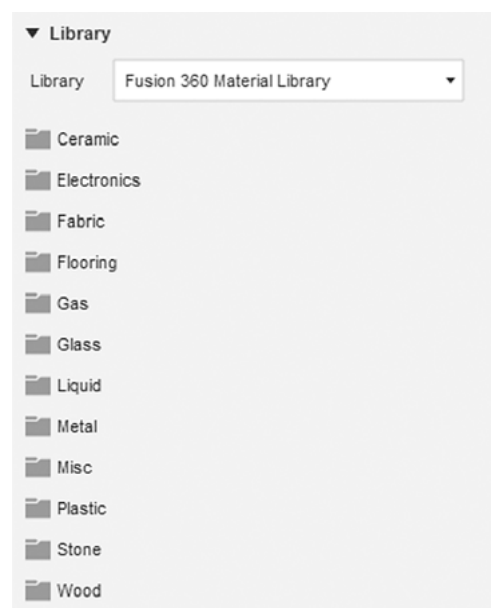 Library
Library Fusion 360 Material Library
Ceramic
Electronics
Fabric
Flooring
Gas
Glass
Liquid
Metal
Misc
Plastic
Stone
Wood